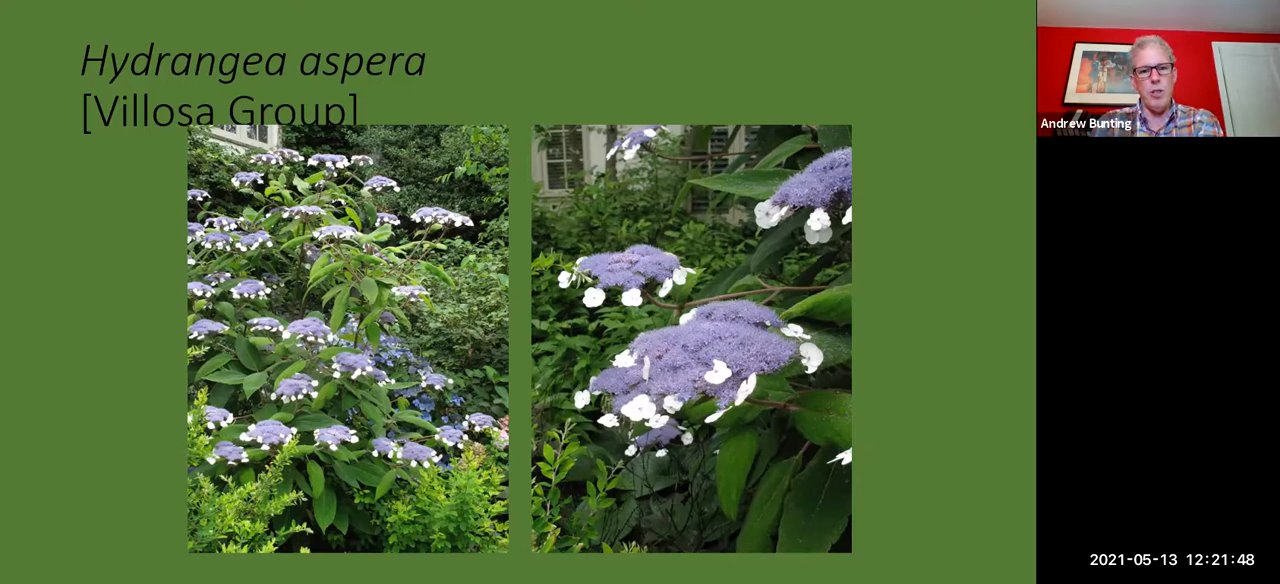 Hydrangea aspera
[Villosa Group]
Andrew Bunting
2021-05-13 12:21:48